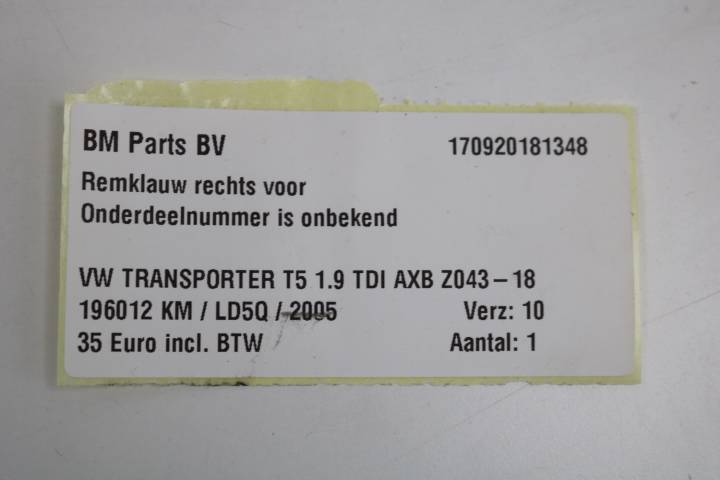 BM Parts BV 170920181348
Remklauw rechts voor
Onderdeelnummer is onbekend
VW TRANSPORTER T5 1.9 TDI AXB Z043-18
196012 KM / LD5Q / 2005 Verz: 10
35 Euro incl. BTW Aantal: 1